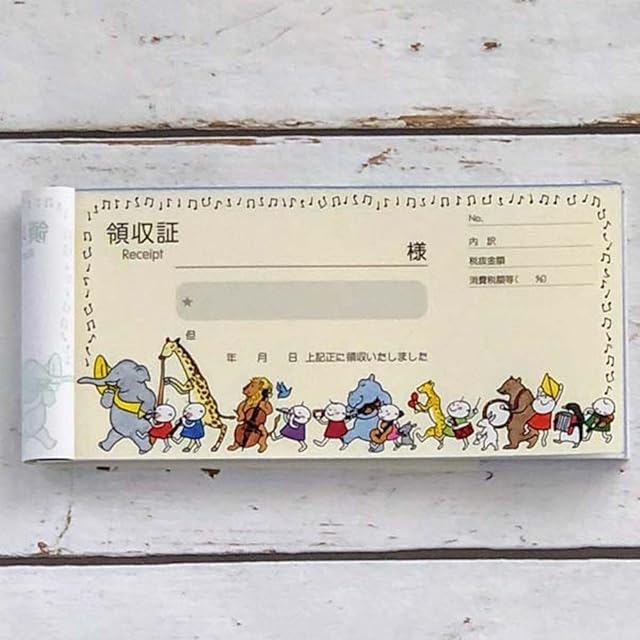 領収証
Receipt
様
★
但
年 月 日 上記正に領収いたしました
No.
内 訳
税抜金額
消費税額等( %)